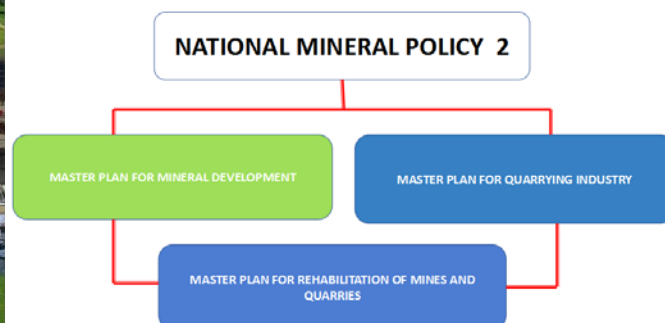 NATIONAL MINERAL POLICY 2
MASTER PLAN FOR MINERAL DEVELOPMENT
MASTER PLAN FOR QUARRYING INDUSTRY
MASTER PLAN FOR REHABILITATION OF MINES AND
QUARRIES